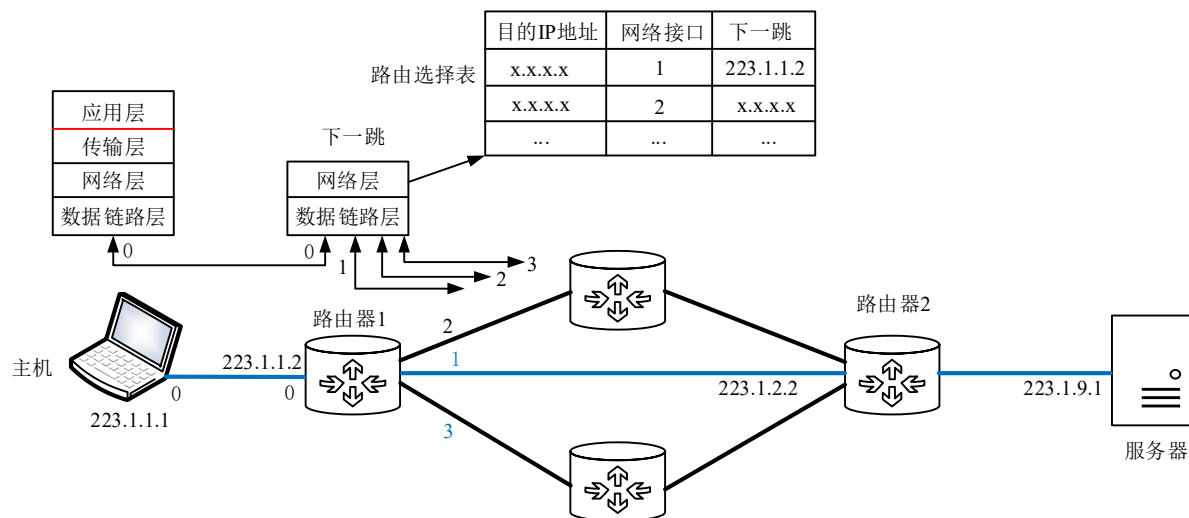 目的IP地址 网络接口 下一跳
路由选择表
x.x.x.x 1 223.1.1.2
x.x.x.x 2 x.x.x.x
... ... ...
应用层
传输层
网络层
数据链路层
下一跳
网络层
数据链路层
0
0
1
2
3
主机
0
223.1.1.1
223.1.1.2
0
路由器1
2
1
3
223.1.2.2
路由器2
223.1.9.1
服务器